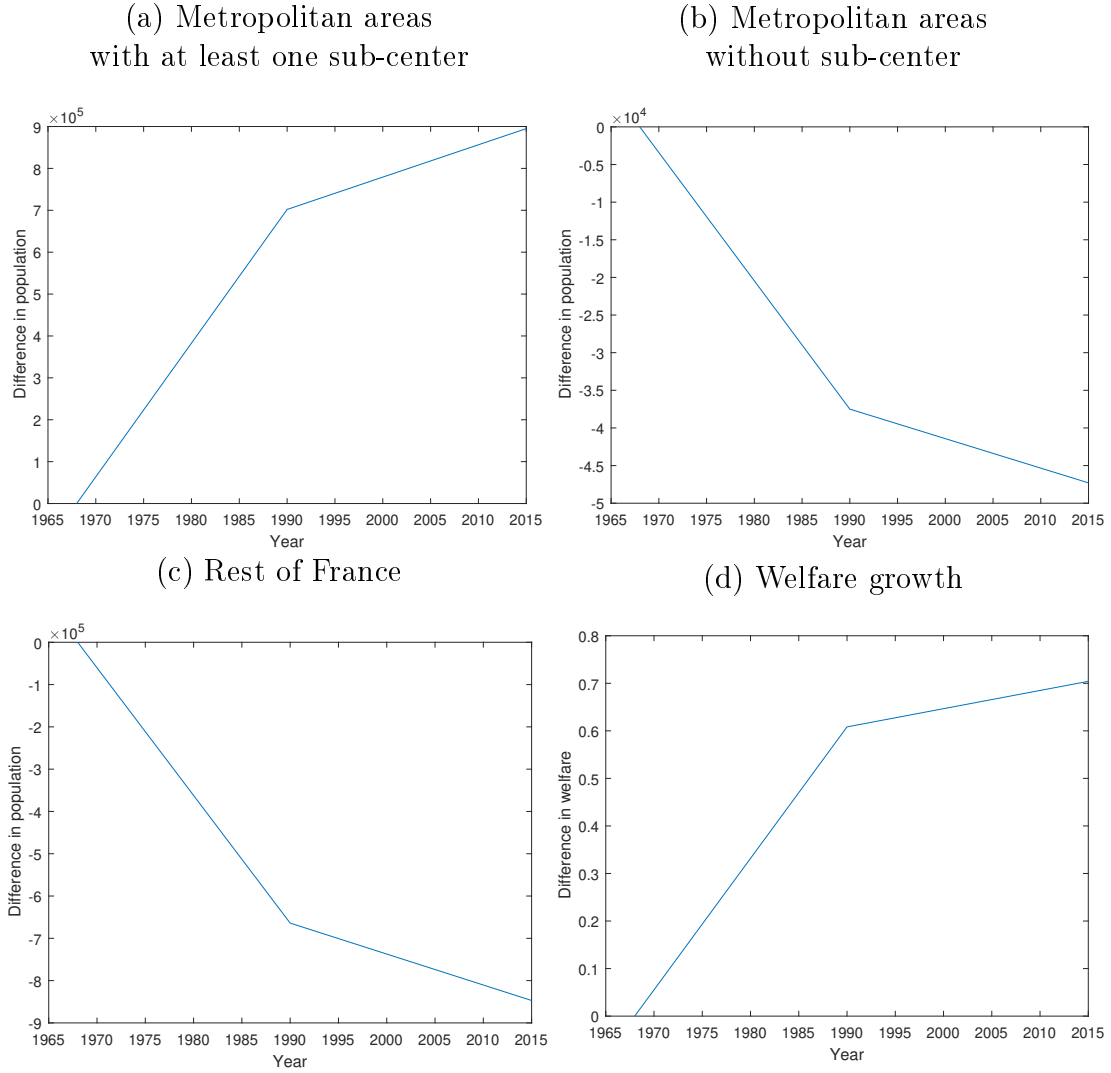 (a) Metropolitan areas
with at least one sub-center
×10⁵
9
8
7
6
5
4
3
2
1
0
Difference in population
1965 1970 1975 1980 1985 1990 1995 2000 2005 2010 2015
Year
(b) Metropolitan areas
without sub-center
×10⁴
0
-0.5
-1
-1.5
-2
-2.5
-3
-3.5
-4
-4.5
-5
Difference in population
1965 1970 1975 1980 1985 1990 1995 2000 2005 2010 2015
Year
(c) Rest of France
×10⁵
0
-1
-2
-3
-4
-5
-6
-7
-8
-9
Difference in population
1965 1970 1975 1980 1985 1990 1995 2000 2005 2010 2015
Year
(d) Welfare growth
0.8
0.7
0.6
0.5
0.4
0.3
0.2
0.1
0
Difference in welfare
1965 1970 1975 1980 1985 1990 1995 2000 2005 2010 2015
Year